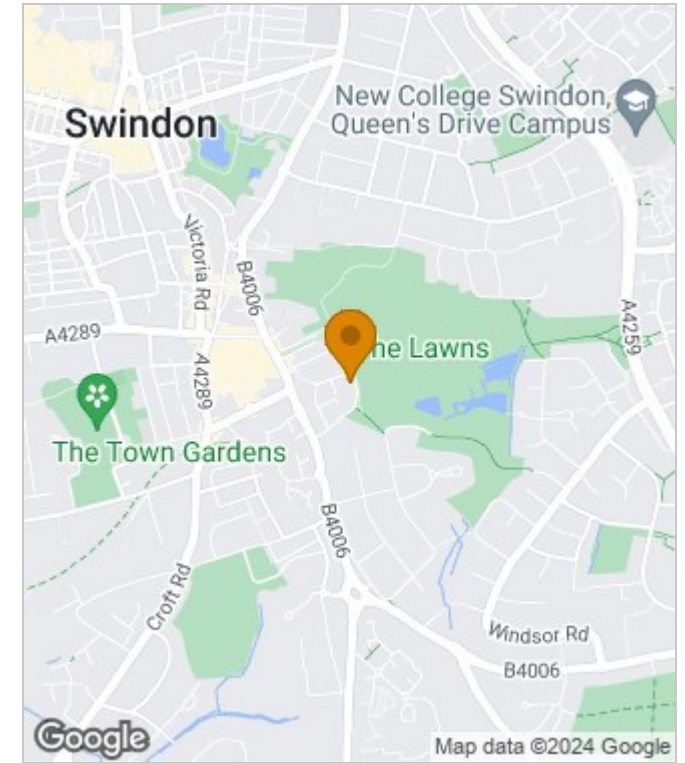 New College Swindon,
Queen's Drive Campus
Swindon
Victoria Rd
B4006
A4289
A4289
The Lawns
A4259
The Town Gardens
B4006
Croft Rd
Windsor Rd
B4006
Google
Map data ©2024 Google